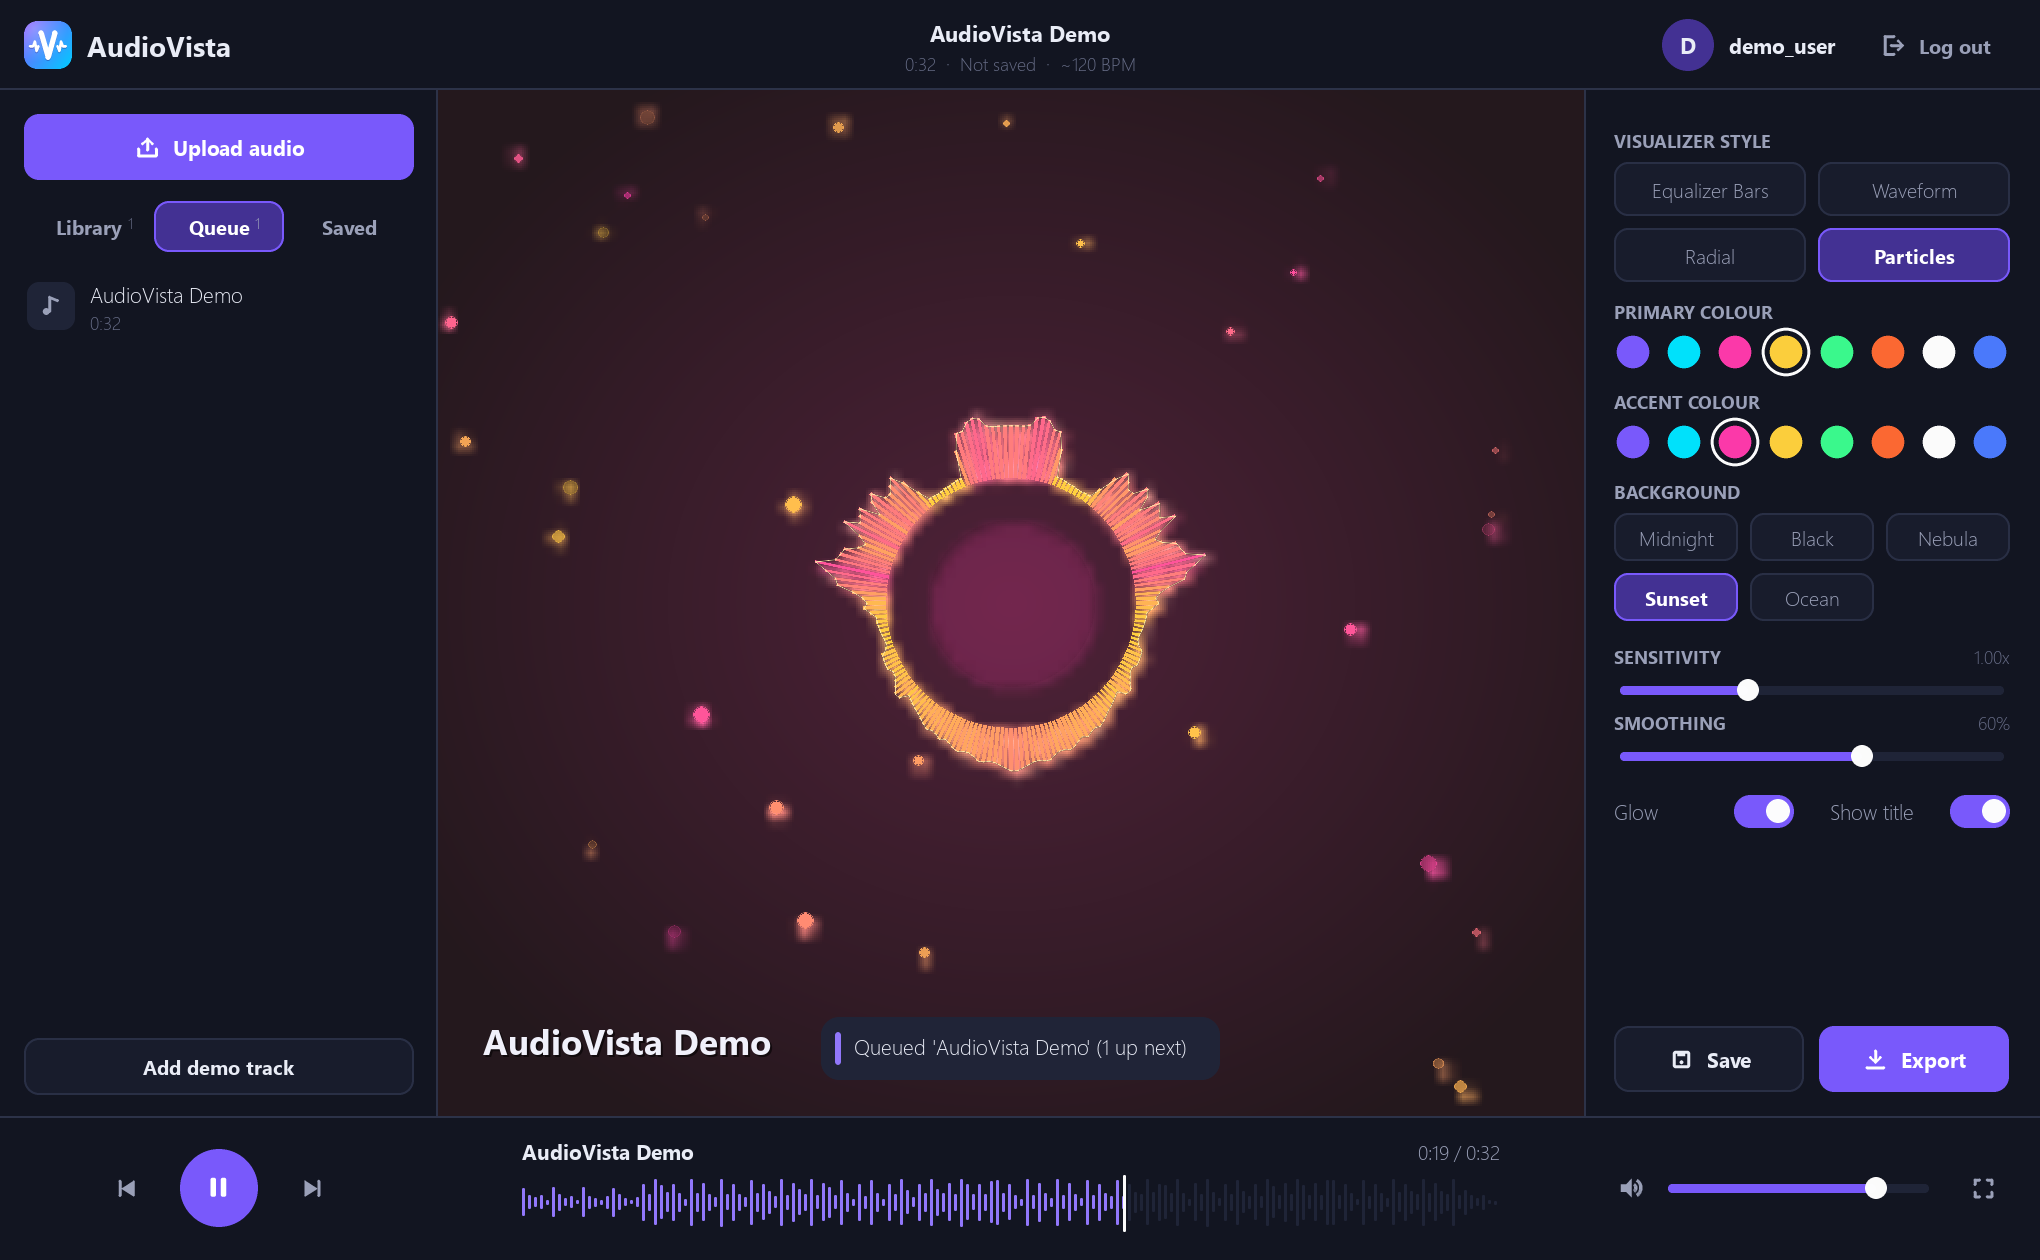 AudioVista
AudioVista Demo
0:32 · Not saved · ~120 BPM
D
demo_user
Log out
Upload audio
Library 1
Queue 1
Saved
AudioVista Demo
0:32
Add demo track
AudioVista Demo
Queued 'AudioVista Demo' (1 up next)
VISUALIZER STYLE
Equalizer Bars
Waveform
Radial
Particles
PRIMARY COLOUR
ACCENT COLOUR
BACKGROUND
Midnight
Black
Nebula
Sunset
Ocean
SENSITIVITY
1.00x
SMOOTHING
60%
Glow
Show title
Save
Export
AudioVista Demo
0:19 / 0:32